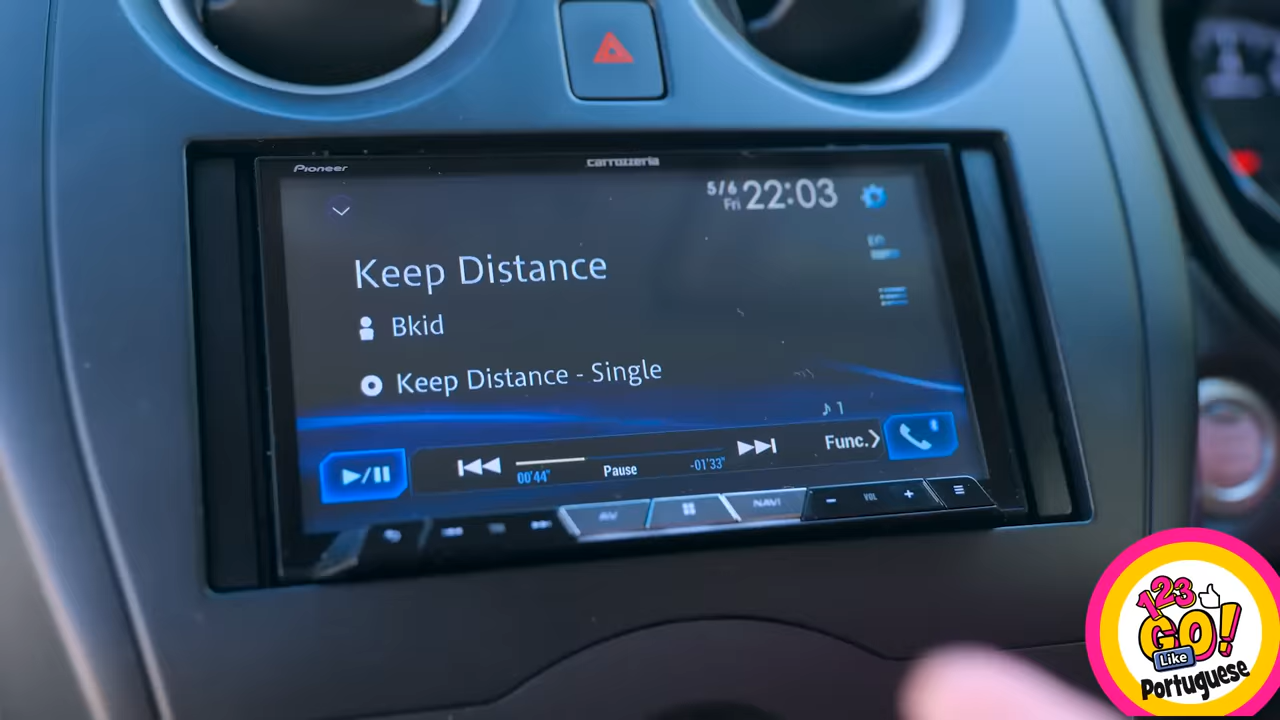 Pioneer
carrozzeria
5/6
Fri
22:03
Keep Distance
Bkid
Keep Distance - Single
♪ 1
00'44"
Pause
-01'33"
Func.
AV
NAVI
- VOL +
123
GO!
Like
Portuguese